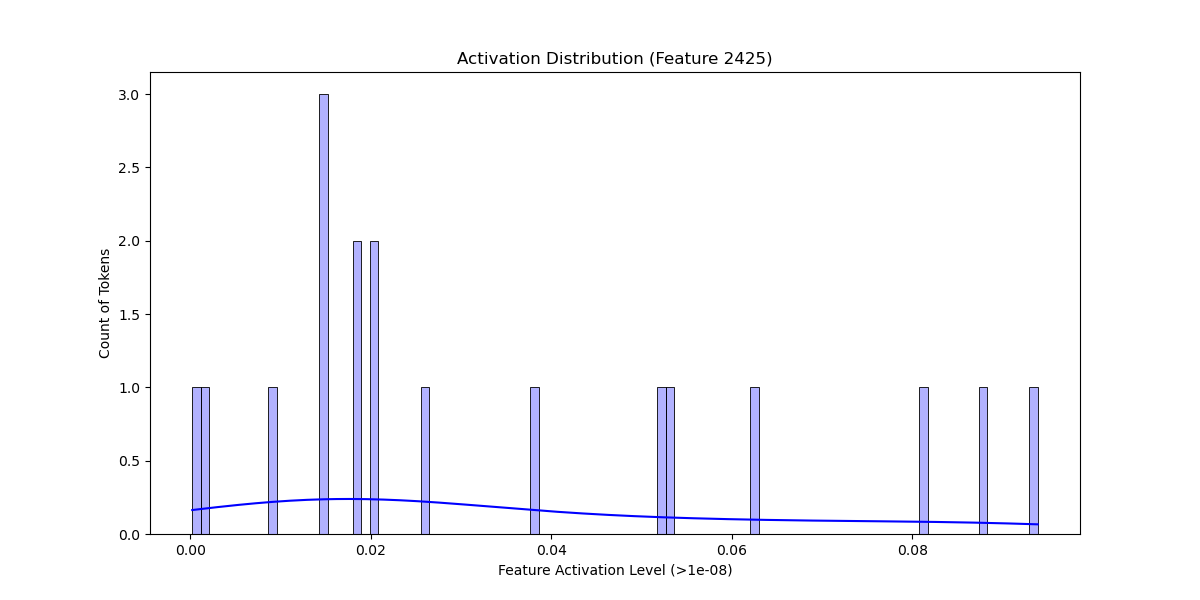 Activation Distribution (Feature 2425)
3.0
2.5
2.0
1.5
1.0
0.5
0.0
Count of Tokens
0.00 0.02 0.04 0.06 0.08
Feature Activation Level (>1e-08)